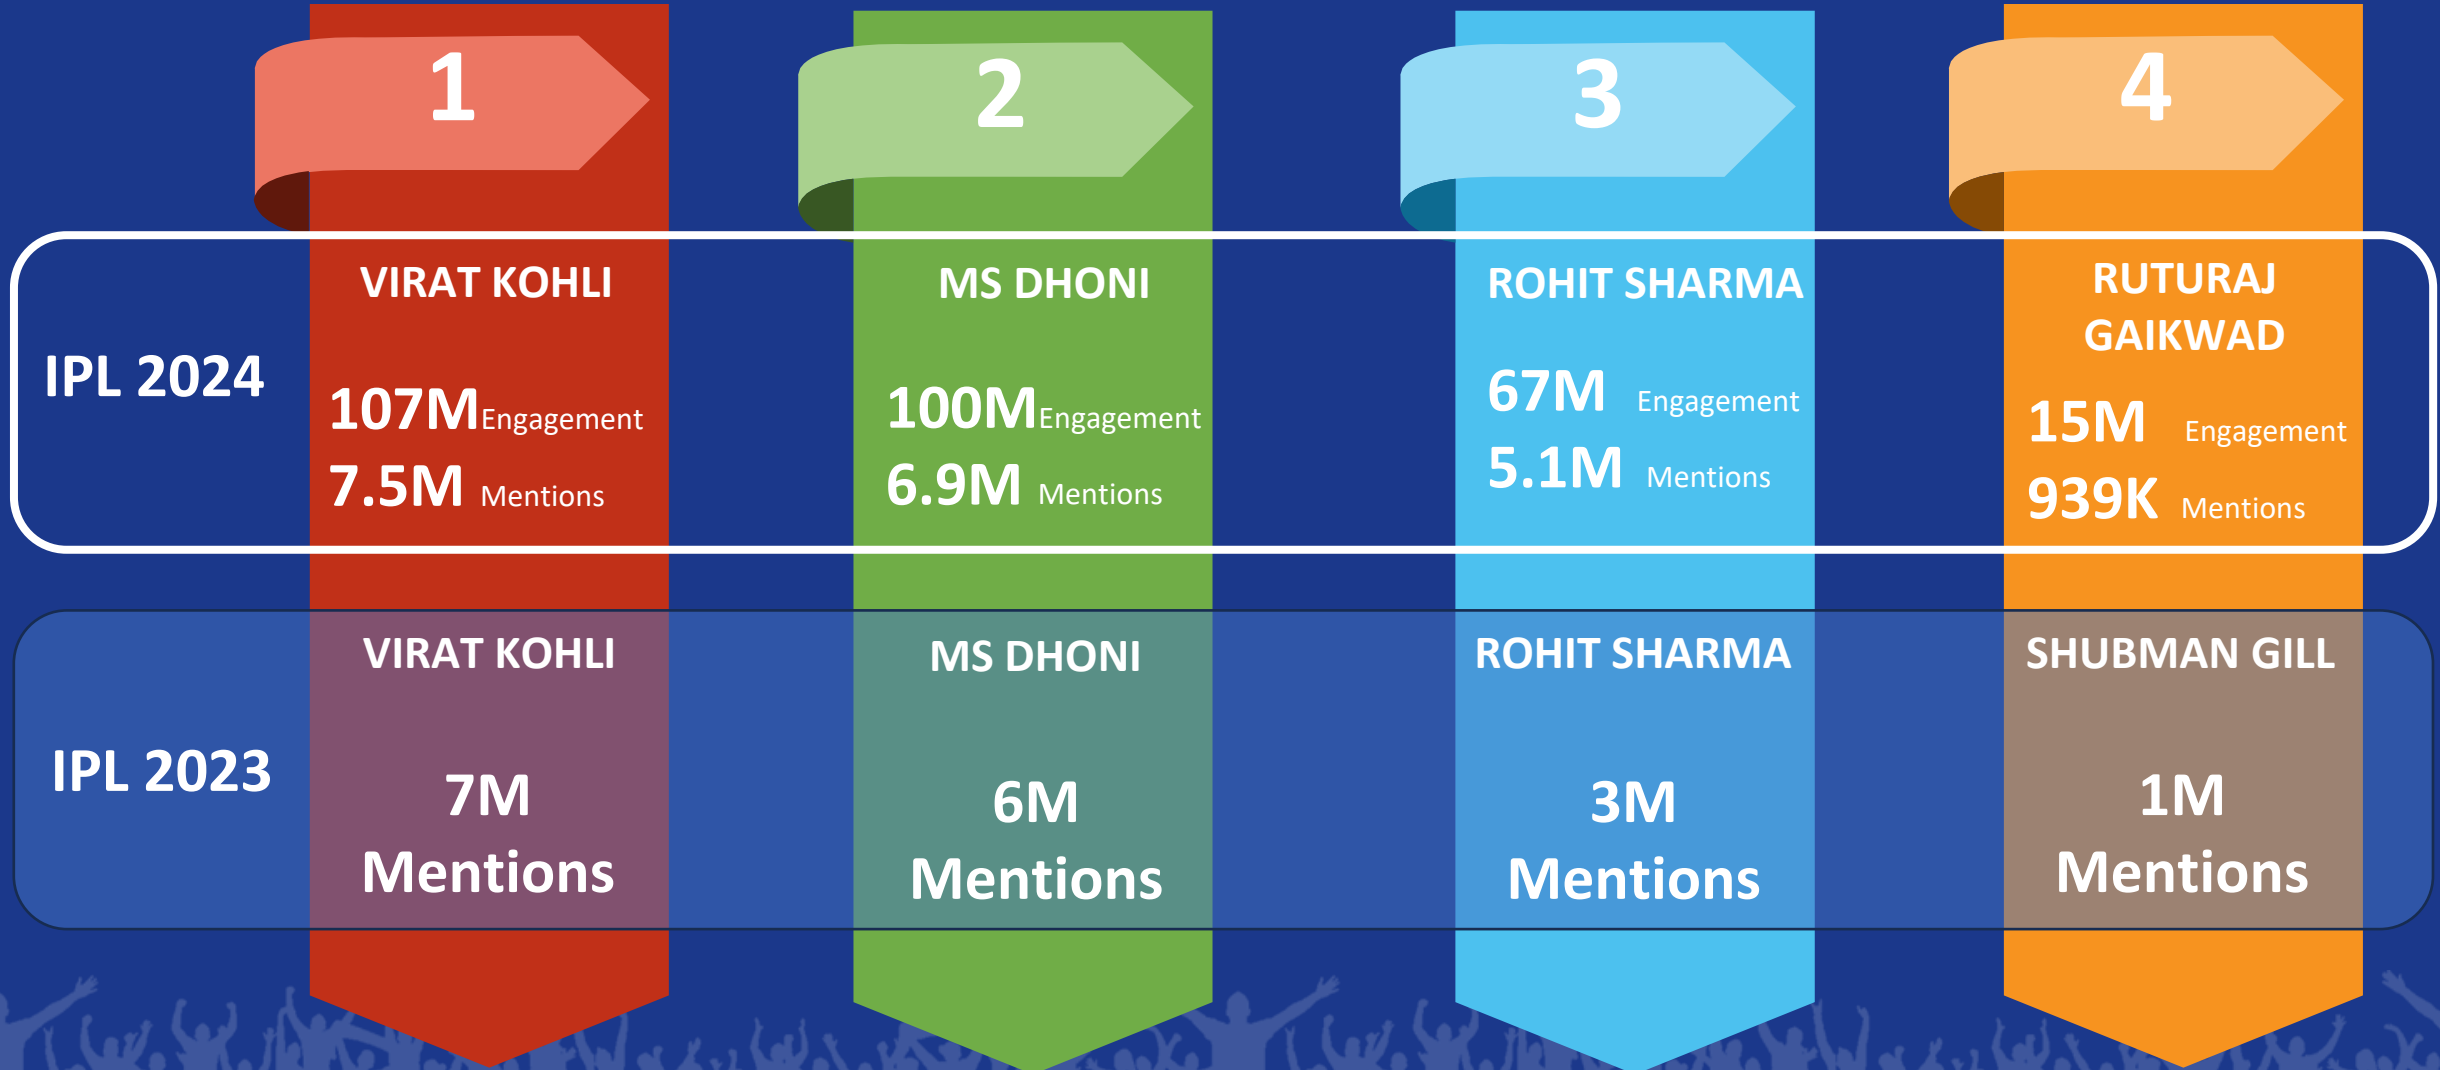 1
2
3
4
IPL 2024
VIRAT KOHLI
107M Engagement
7.5M Mentions
MS DHONI
100M Engagement
6.9M Mentions
ROHIT SHARMA
67M Engagement
5.1M Mentions
RUTURAJ
GAIKWAD
15M Engagement
939K Mentions
IPL 2023
VIRAT KOHLI
7M
Mentions
MS DHONI
6M
Mentions
ROHIT SHARMA
3M
Mentions
SHUBMAN GILL
1M
Mentions